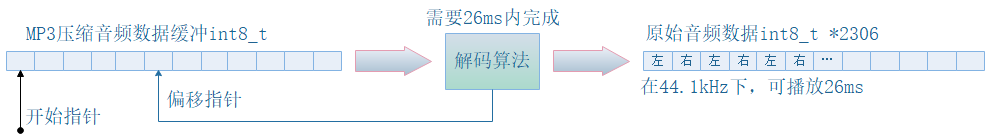 需要26ms内完成
MP3压缩音频数据缓冲int8_t
解码算法
原始音频数据int8_t *2306
左 右 左 右 左 右 …
在44.1kHz下，可播放26ms
偏移指针
开始指针